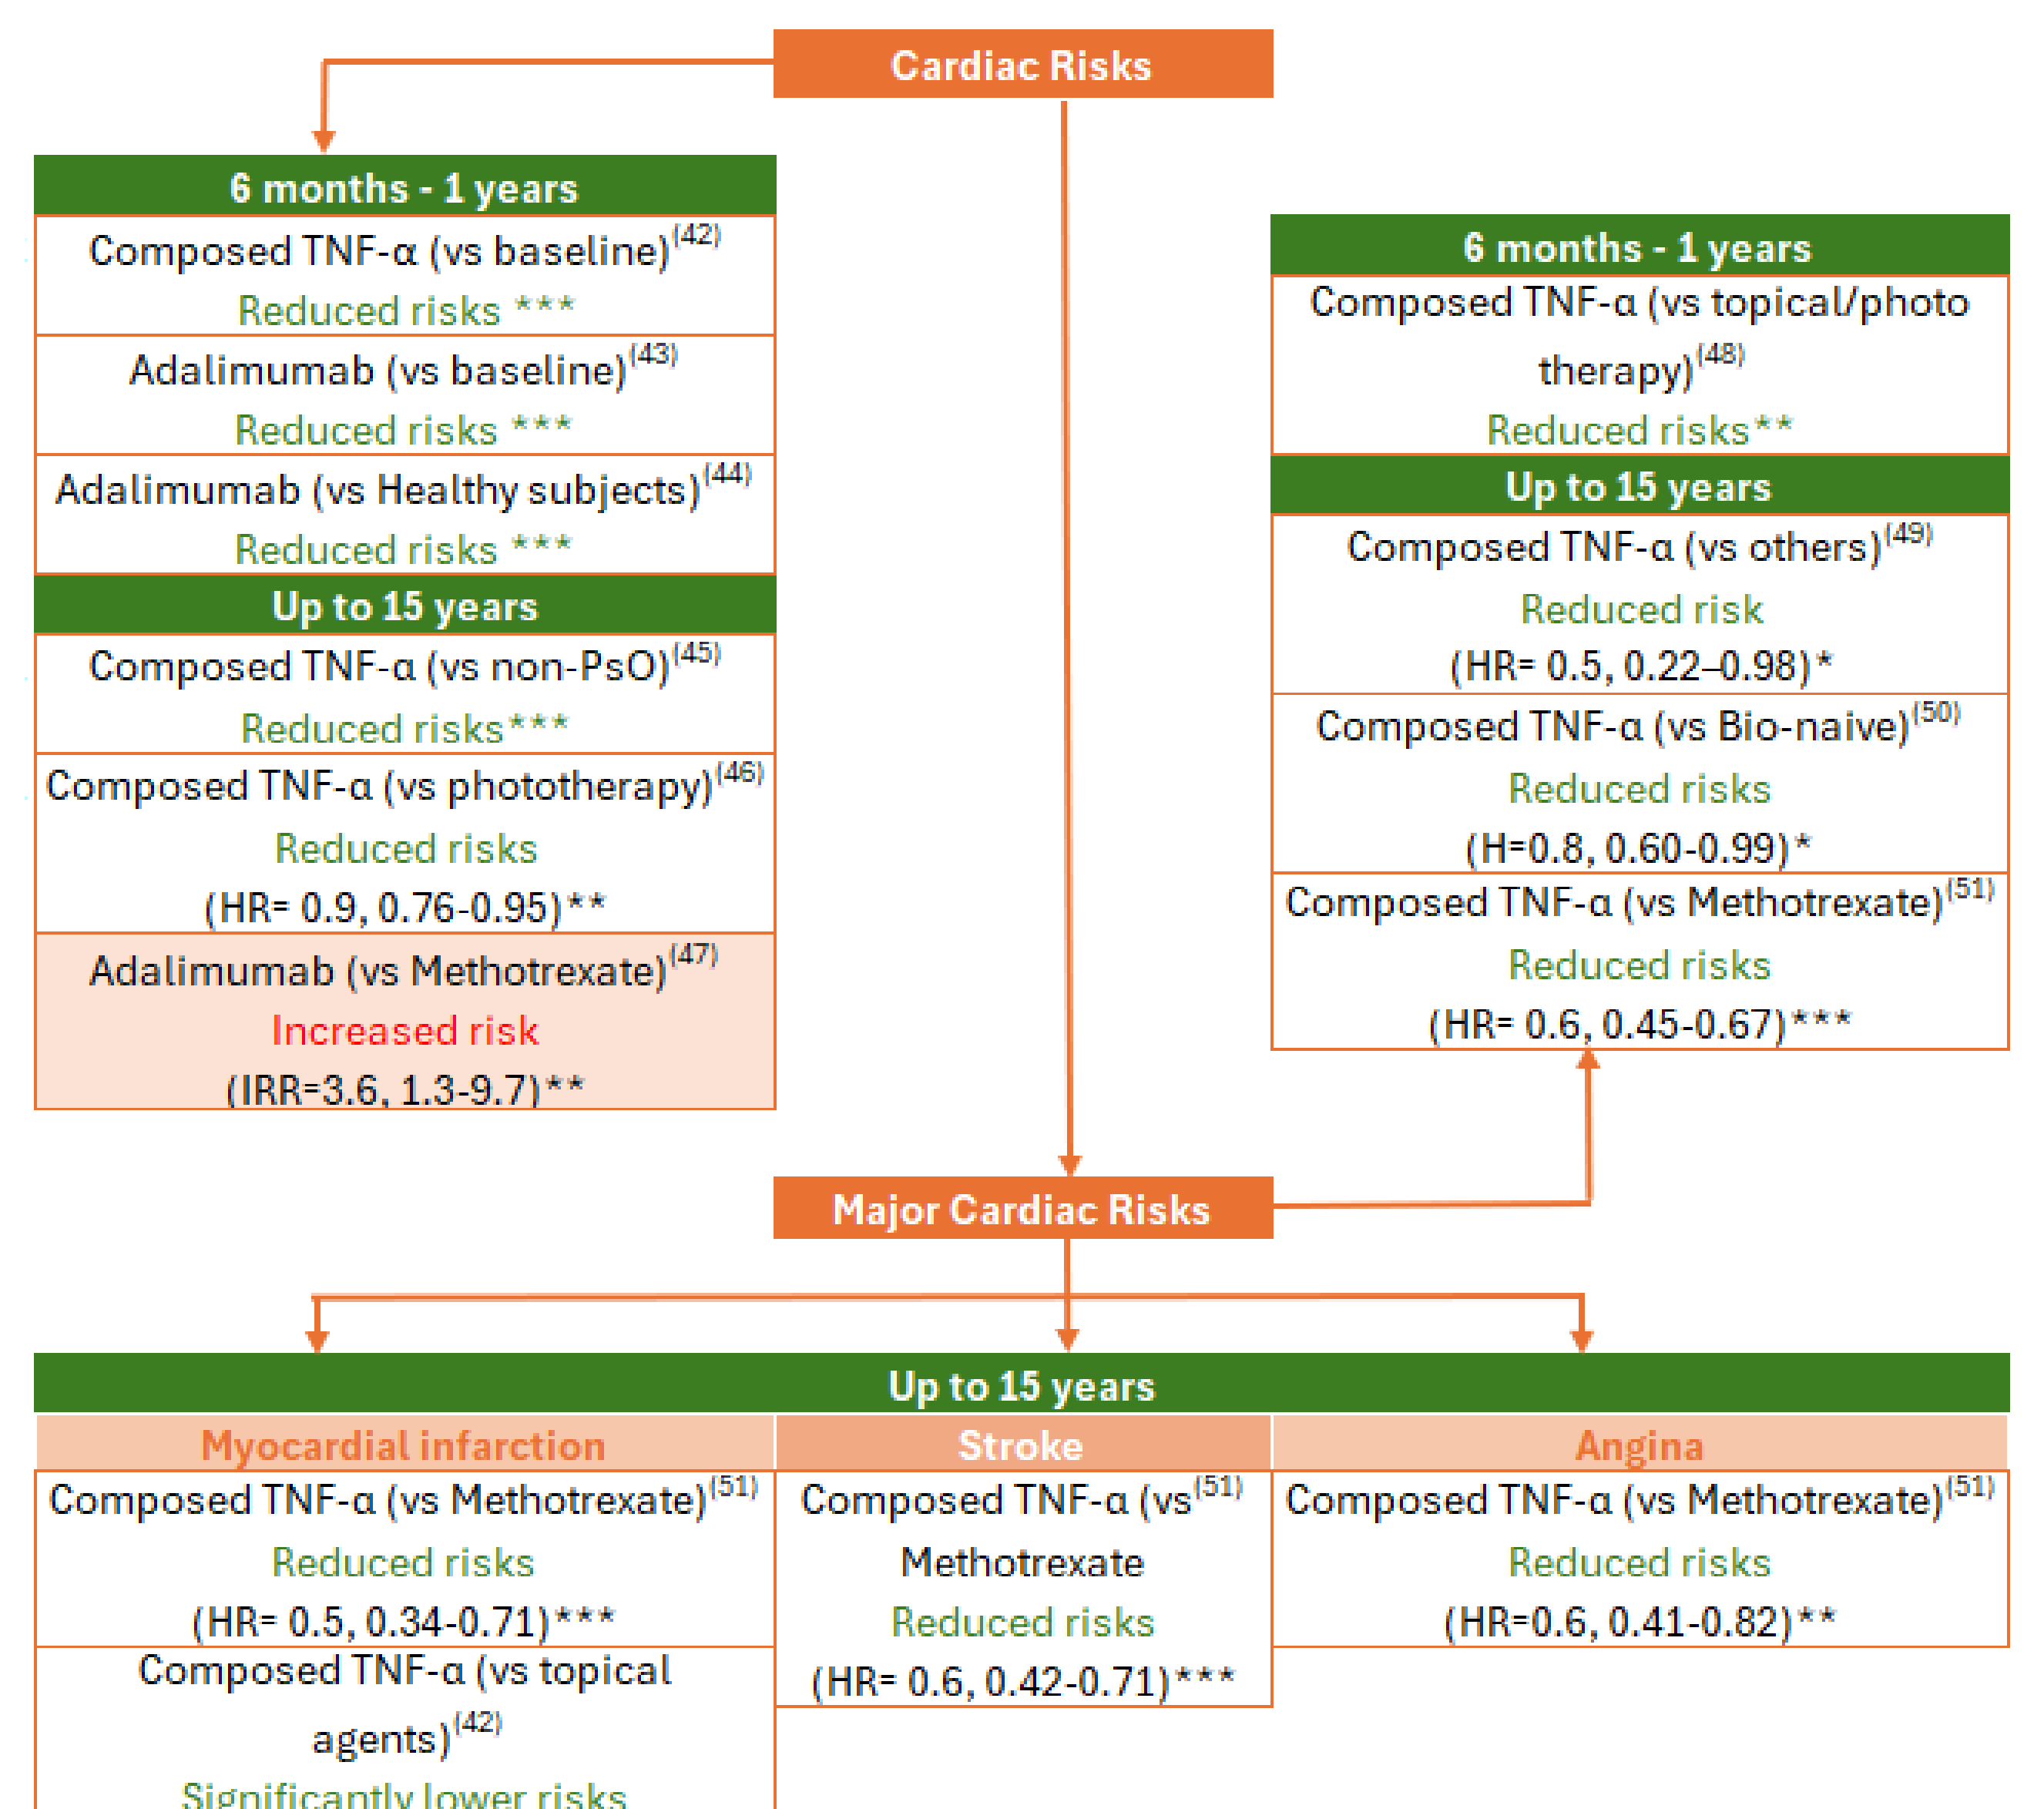 Cardiac Risks
6 months - 1 years
Composed TNF-α (vs baseline)(42)
Reduced risks ***
Adalimumab (vs baseline)(43)
Reduced risks ***
Adalimumab (vs Healthy subjects)(44)
Reduced risks ***
Up to 15 years
Composed TNF-α (vs non-PsO)(45)
Reduced risks***
Composed TNF-α (vs phototherapy)(46)
Reduced risks
(HR= 0.9, 0.76-0.95)**
Adalimumab (vs Methotrexate)(47)
Increased risk
(IRR=3.6, 1.3-9.7)**
6 months - 1 years
Composed TNF-α (vs topical/photo
therapy)(48)
Reduced risks**
Up to 15 years
Composed TNF-α (vs others)(49)
Reduced risk
(HR= 0.5, 0.22–0.98)*
Composed TNF-α (vs Bio-naive)(50)
Reduced risks
(H=0.8, 0.60-0.99)*
Composed TNF-α (vs Methotrexate)(51)
Reduced risks
(HR= 0.6, 0.45-0.67)***
Major Cardiac Risks
Up to 15 years
Myocardial infarction
Composed TNF-α (vs Methotrexate)(51)
Reduced risks
(HR= 0.5, 0.34-0.71)***
Composed TNF-α (vs topical
agents)(42)
Significantly lower risks
Stroke
Composed TNF-α (vs(51)
Methotrexate
Reduced risks
(HR= 0.6, 0.42-0.71)***
Angina
Composed TNF-α (vs Methotrexate)(51)
Reduced risks
(HR=0.6, 0.41-0.82)**